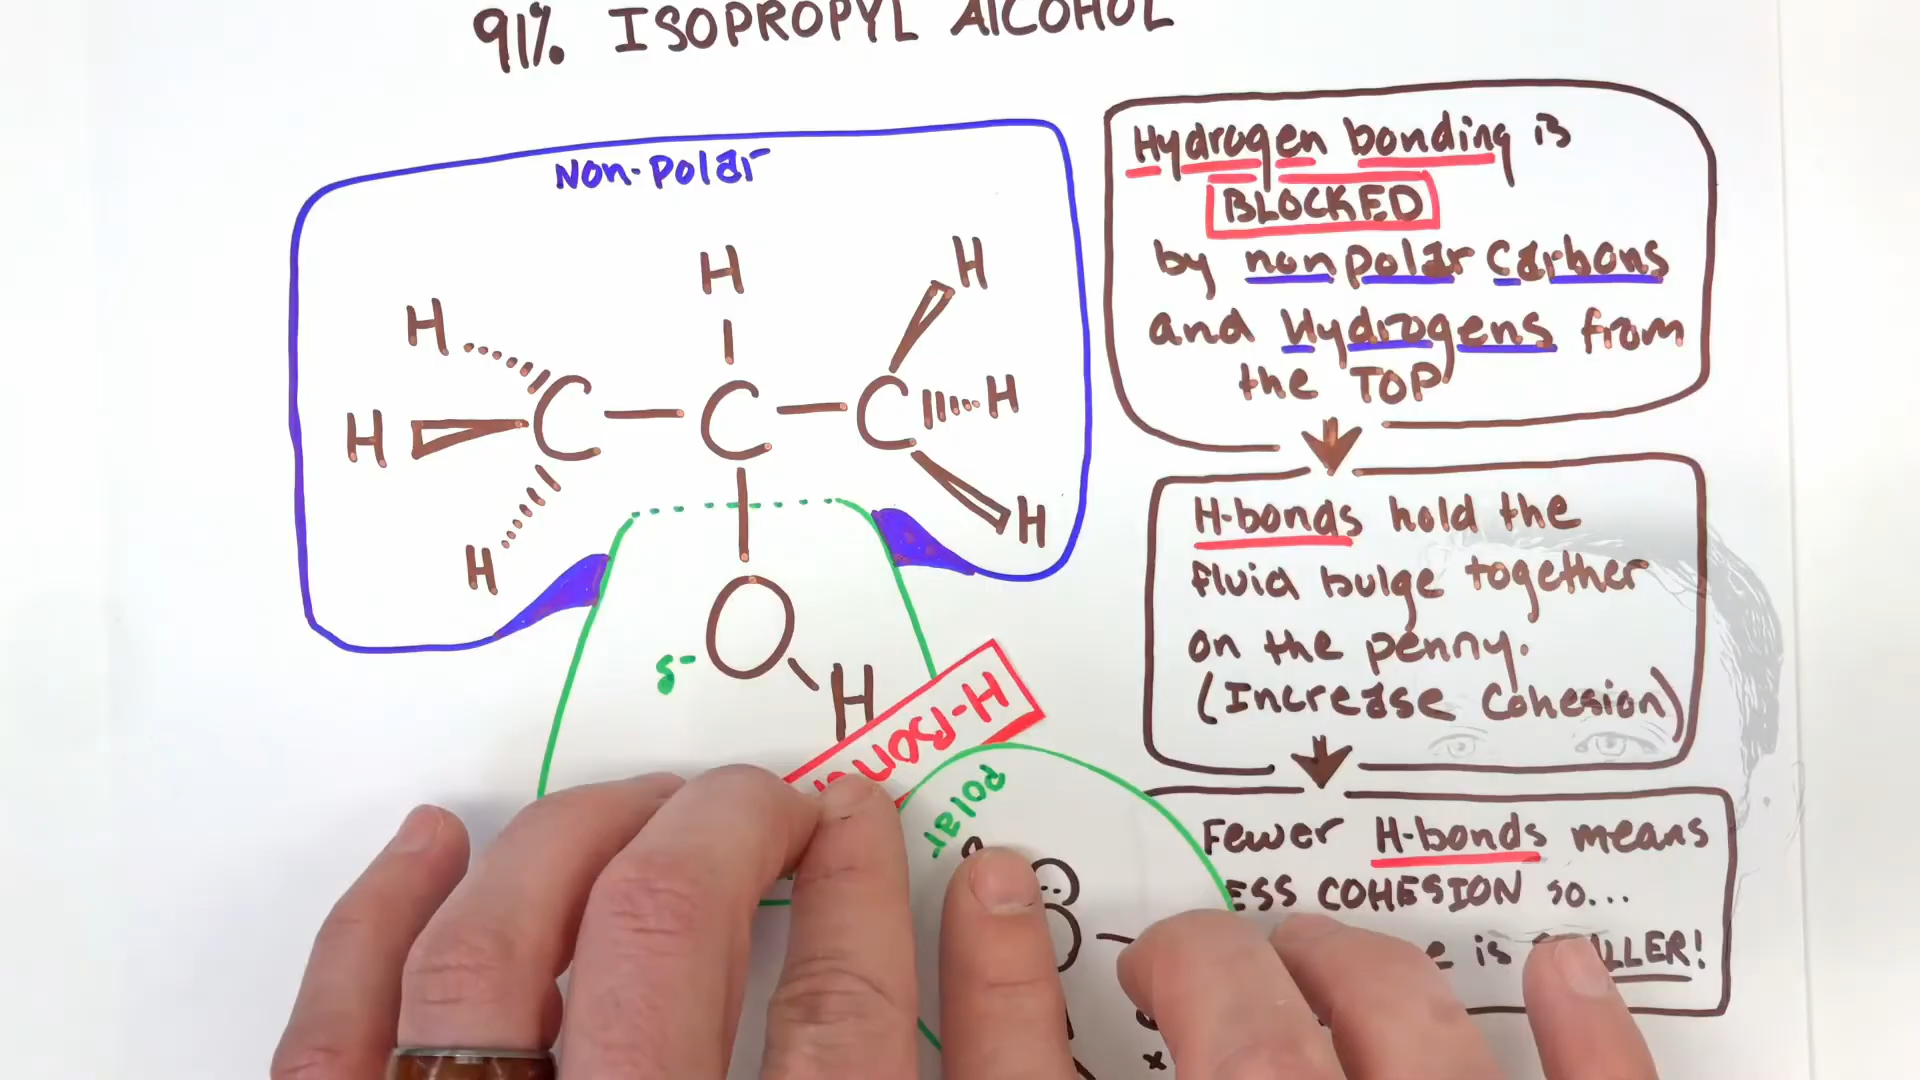 91% ISOPROPYL AlCOHOL
Non-Polar
H
H
H
H
C
C
C
H
H
H
H
δ-
O
H
H-Bon
Polar
Hydrogen bonding is
BLOCKED
by nonpolar Carbons
and Hydrogens from
the TOP
H-bonds hold the
fluid bulge together
on the penny.
(Increase Cohesion)
Fewer H-bonds means
ESS COHESION so...
is LLER!